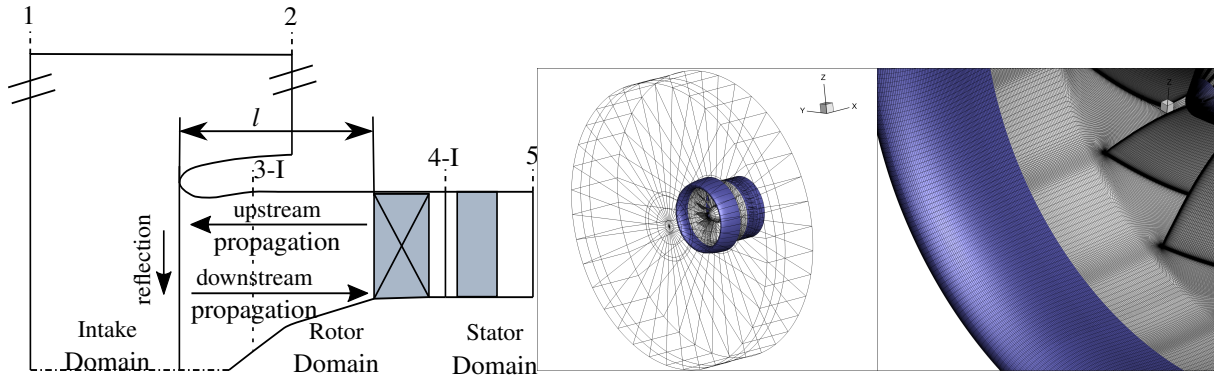 1
2
l
3-I
4-I
5
upstream
propagation
reflection
downstream
propagation
Intake
Domain
Rotor
Domain
Stator
Domain
Z
Y
X
Z